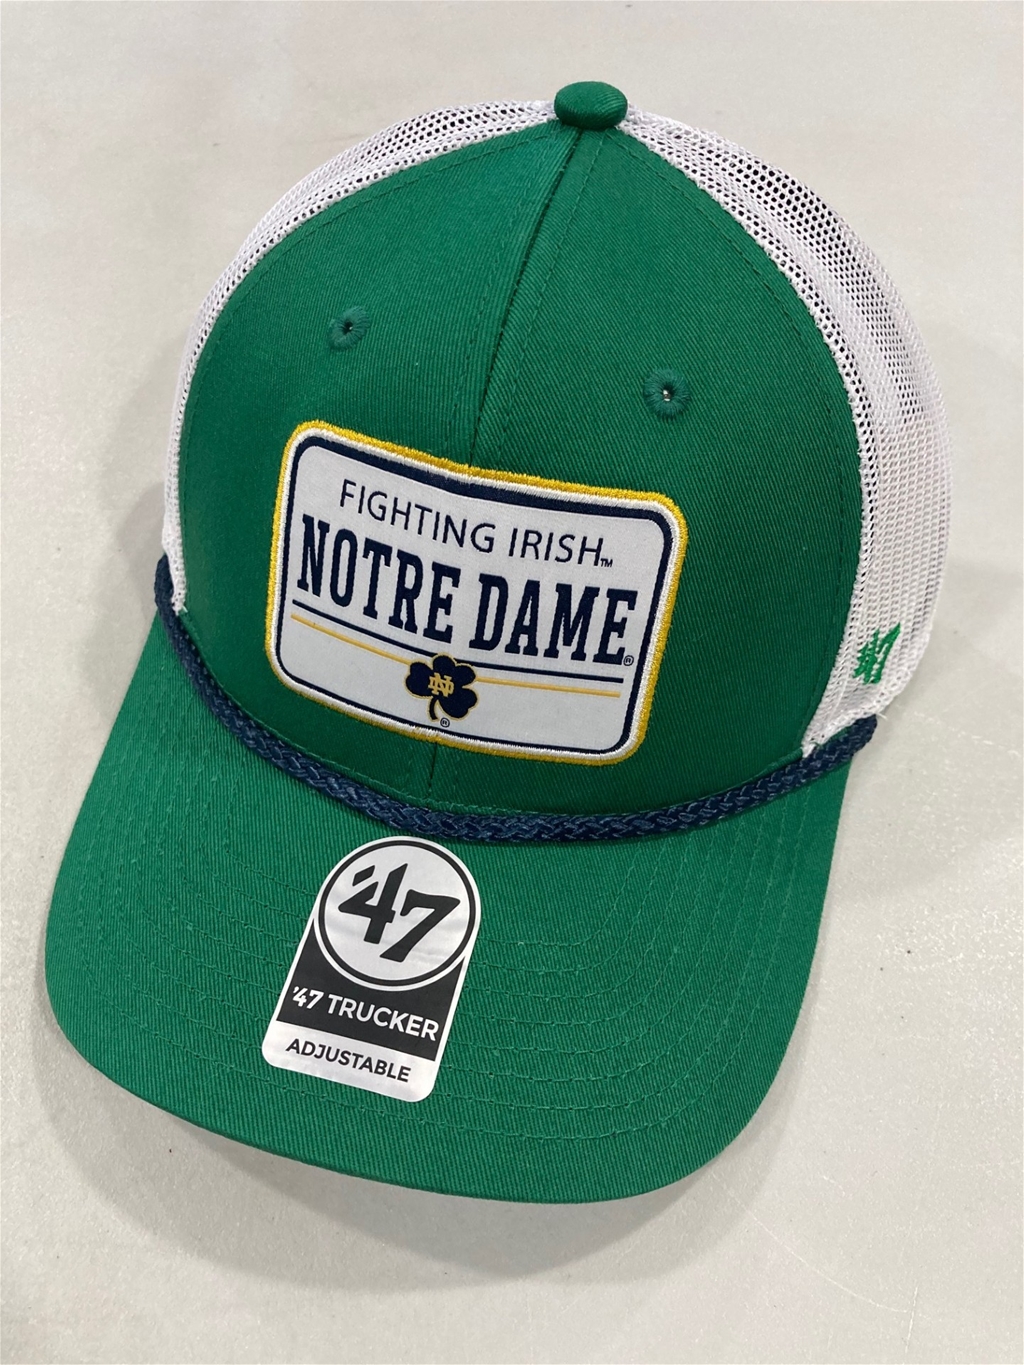 FIGHTING IRISH™
NOTRE DAME®
ND
®
'47
'47
'47 TRUCKER
ADJUSTABLE